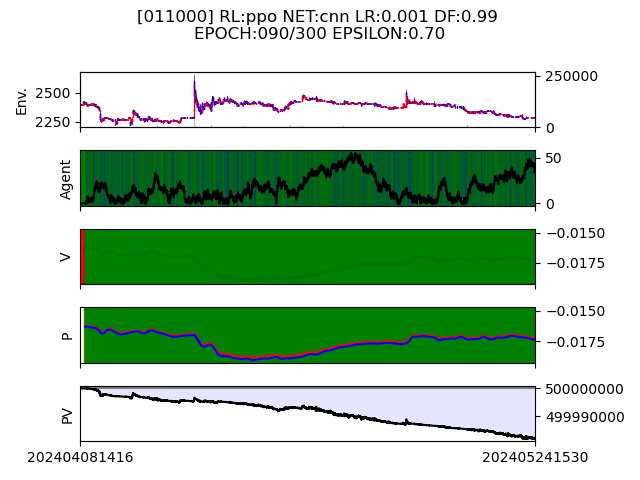 [011000] RL:ppo NET:cnn LR:0.001 DF:0.99
EPOCH:090/300 EPSILON:0.70
Env.
2500
2250
250000
0
Agent
50
0
V
−0.0150
−0.0175
P
−0.0150
−0.0175
PV
500000000
499990000
202404081416
202405241530